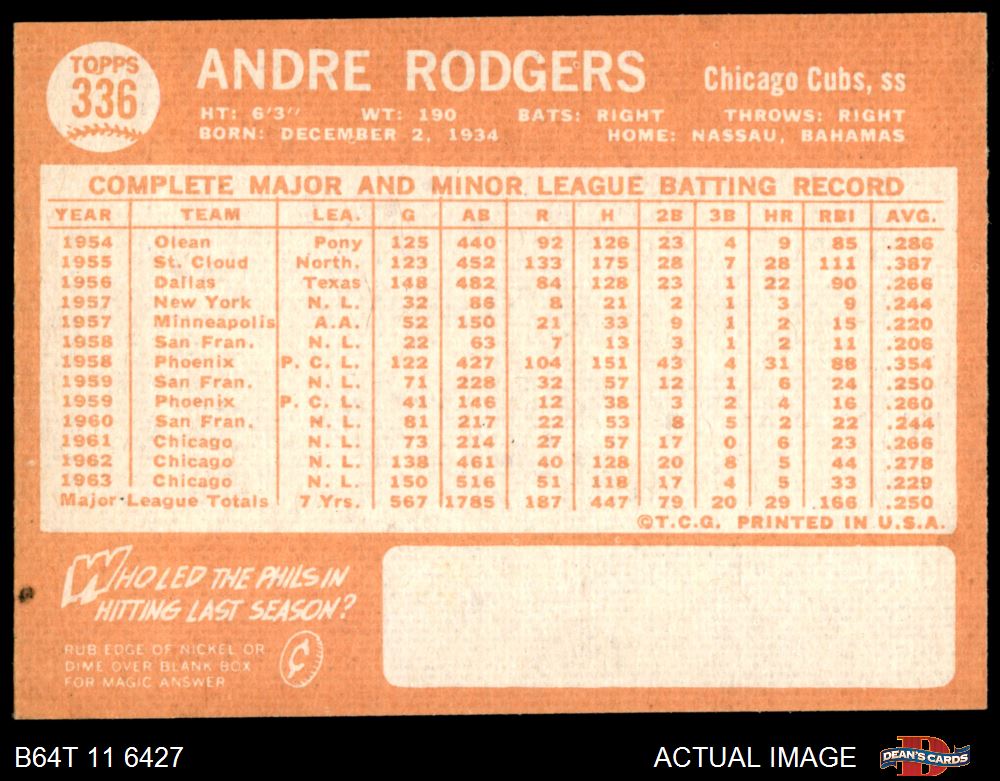 TOPPS
336
ANDRE RODGERS
Chicago Cubs, ss
HT: 6'3" WT: 190 BATS: RIGHT THROWS: RIGHT
BORN: DECEMBER 2, 1934 HOME: NASSAU, BAHAMAS
COMPLETE MAJOR AND MINOR LEAGUE BATTING RECORD
YEAR TEAM LEA. G AB R H 2B 3B HR RBI AVG.
1954 Olean Pony 125 440 92 126 23 4 9 85 .286
1955 St. Cloud North. 123 452 133 175 28 7 28 111 .387
1956 Dallas Texas 148 482 84 128 23 1 22 90 .266
1957 New York N. L. 32 86 8 21 2 1 3 9 .244
1957 Minneapolis A.A. 52 150 21 33 9 1 2 15 .220
1958 San Fran. N. L. 22 63 7 13 3 1 2 11 .206
1958 Phoenix P. C. L. 122 427 104 151 43 4 31 88 .354
1959 San Fran. N. L. 71 228 32 57 12 1 6 24 .250
1959 Phoenix P. C. L. 41 146 12 38 3 2 4 16 .260
1960 San Fran. N. L. 81 217 22 53 8 5 2 22 .244
1961 Chicago N. L. 73 214 27 57 17 0 6 23 .266
1962 Chicago N. L. 138 461 40 128 20 8 5 44 .278
1963 Chicago N. L. 150 516 51 118 17 4 5 33 .229
Major League Totals 7 Yrs. 567 1785 187 447 79 20 29 .166 .250
©T.C.G. PRINTED IN U.S.A.
WHO LED THE PHILS IN
HITTING LAST SEASON?
RUB EDGE OF NICKEL OR
DIME OVER BLANK BOX
FOR MAGIC ANSWER
¢
B64T 11 6427
ACTUAL IMAGE
D
DEAN'S CARDS